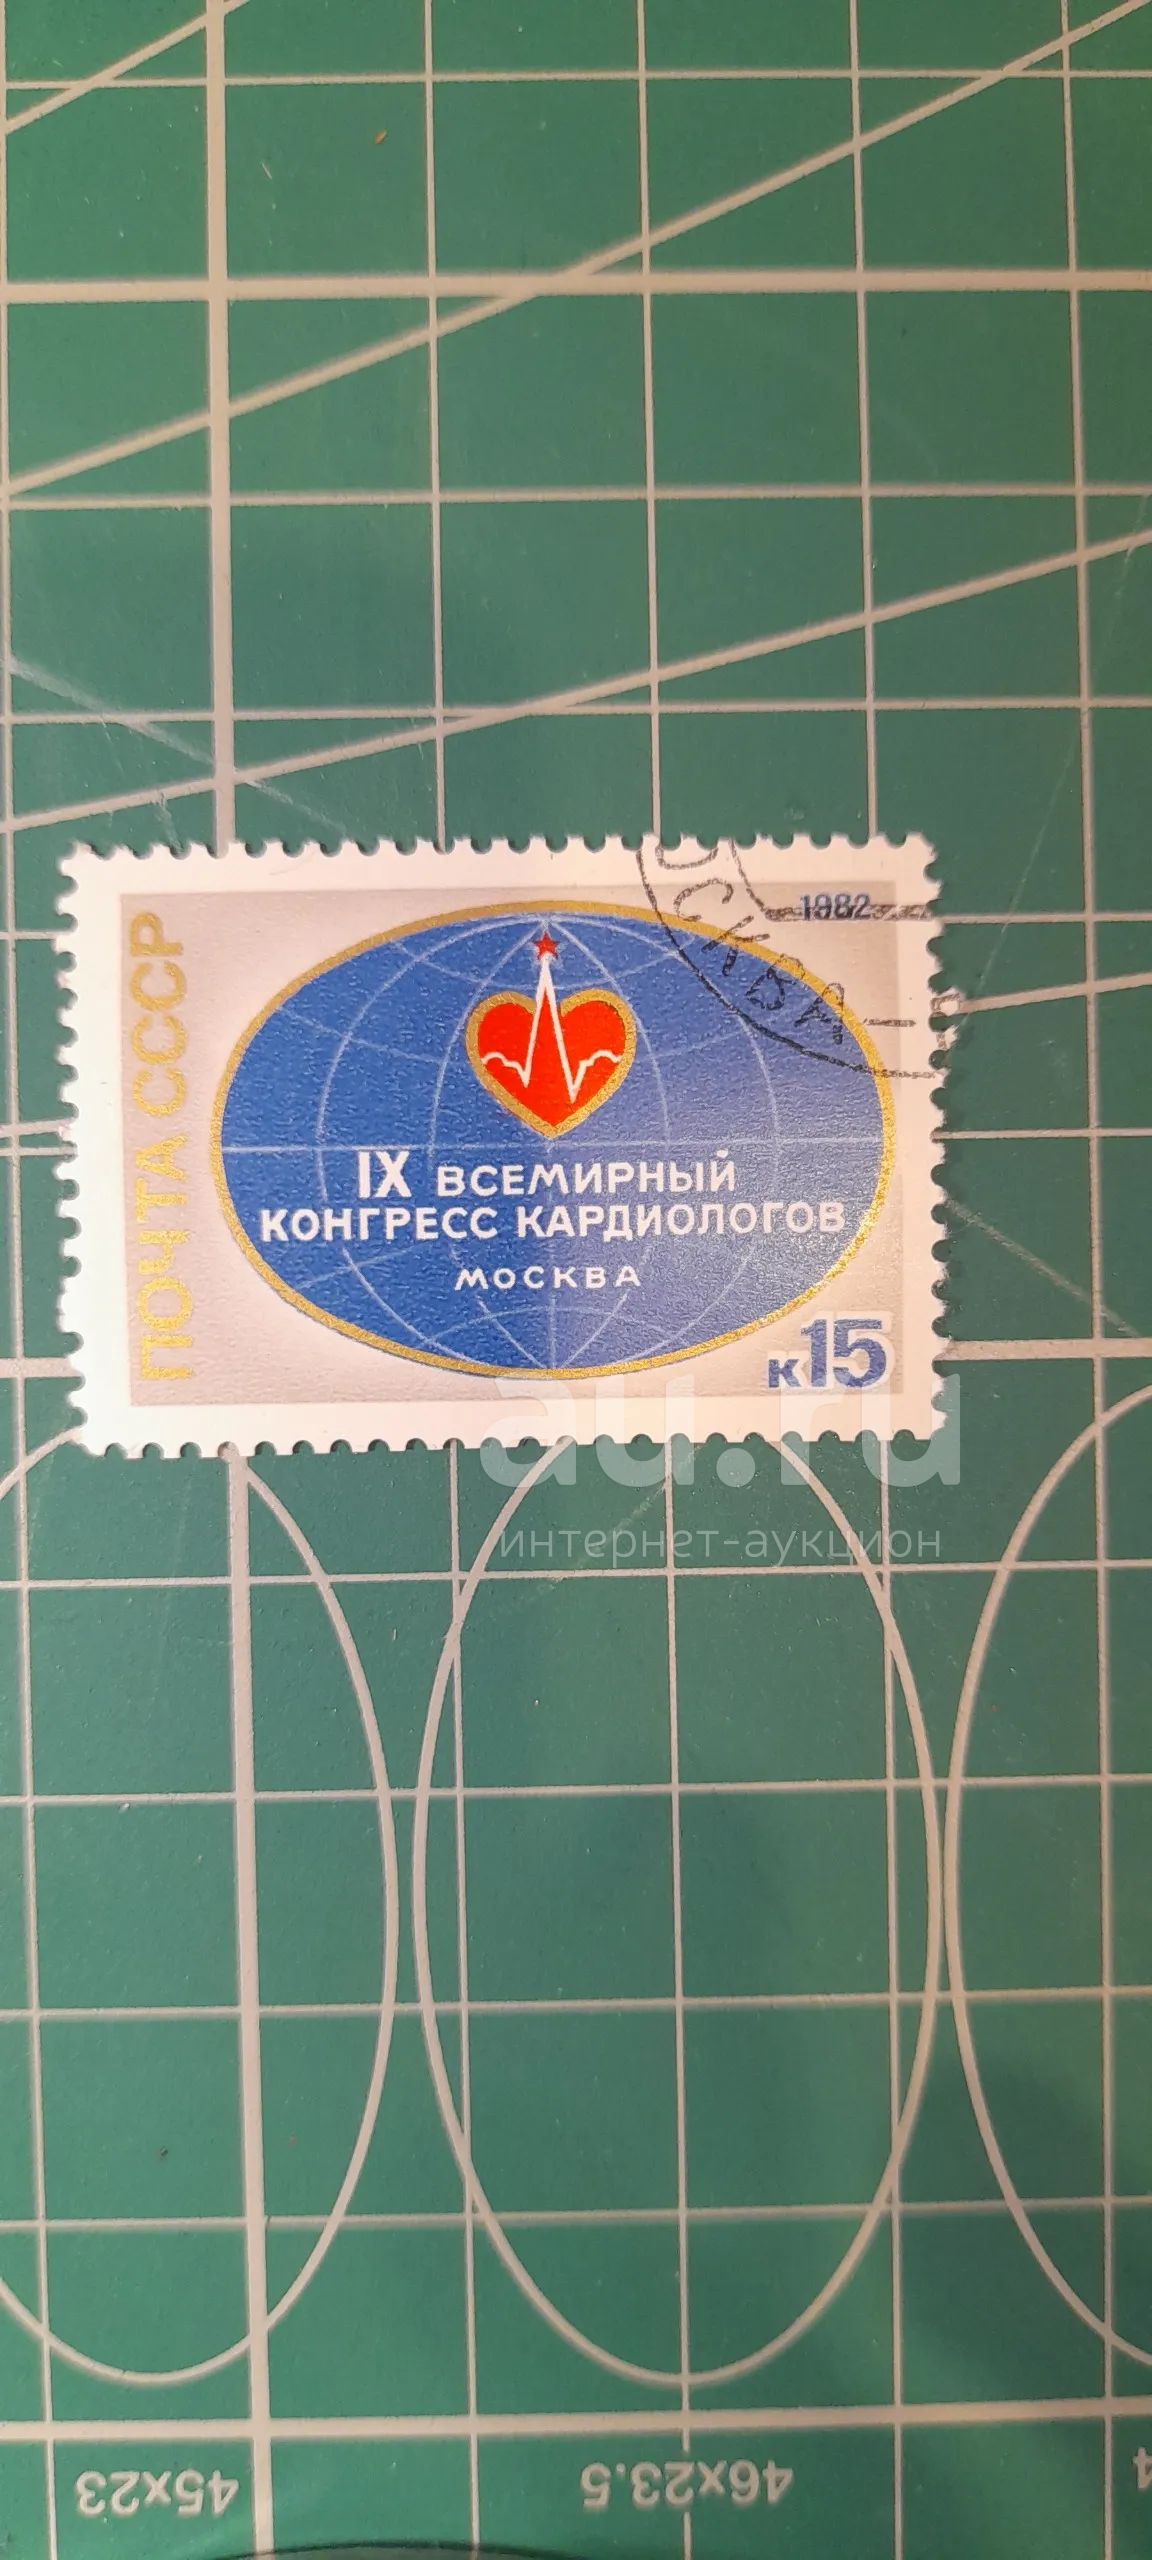 1982
ПОЧТА СССР
IX ВСЕМИРНЫЙ
КОНГРЕСС КАРДИОЛОГОВ
МОСКВА
к15
au.ru
интернет-аукцион
45x23
46x23.5